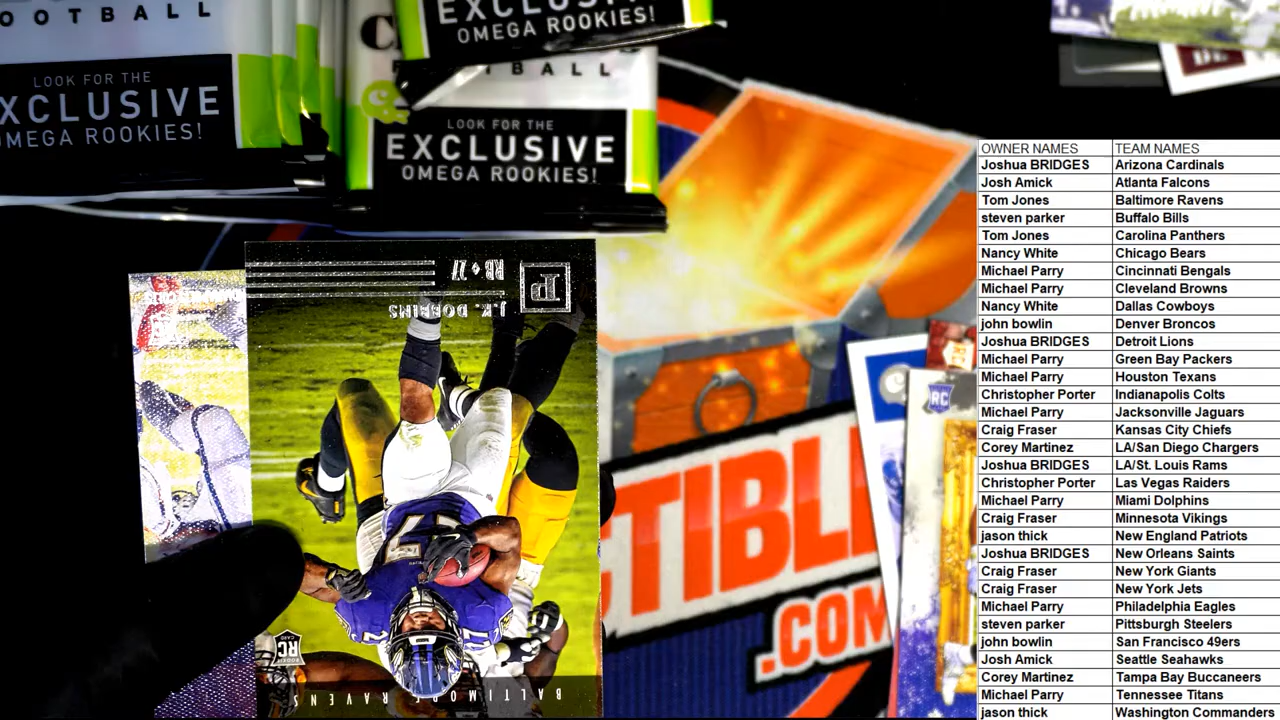 FOOTBALL
LOOK FOR THE
EXCLUSIVE
OMEGA ROOKIES!
EXCLUSIVE
OMEGA ROOKIES!
LOOK FOR THE
EXCLUSIVE
OMEGA ROOKIES!
RB ♦ 27
J.K. DOBBINS
P
27
RC
ROOKIE
CARD
BALTIMORE RAVENS
RC
CTIBLE
.COM
OWNER NAMES TEAM NAMES
Joshua BRIDGES Arizona Cardinals
Josh Amick Atlanta Falcons
Tom Jones Baltimore Ravens
steven parker Buffalo Bills
Tom Jones Carolina Panthers
Nancy White Chicago Bears
Michael Parry Cincinnati Bengals
Michael Parry Cleveland Browns
Nancy White Dallas Cowboys
john bowlin Denver Broncos
Joshua BRIDGES Detroit Lions
Michael Parry Green Bay Packers
Michael Parry Houston Texans
Christopher Porter Indianapolis Colts
Michael Parry Jacksonville Jaguars
Craig Fraser Kansas City Chiefs
Corey Martinez LA/San Diego Chargers
Joshua BRIDGES LA/St. Louis Rams
Christopher Porter Las Vegas Raiders
Michael Parry Miami Dolphins
Craig Fraser Minnesota Vikings
jason thick New England Patriots
Joshua BRIDGES New Orleans Saints
Craig Fraser New York Giants
Craig Fraser New York Jets
Michael Parry Philadelphia Eagles
steven parker Pittsburgh Steelers
john bowlin San Francisco 49ers
Josh Amick Seattle Seahawks
Corey Martinez Tampa Bay Buccaneers
Michael Parry Tennessee Titans
jason thick Washington Commanders